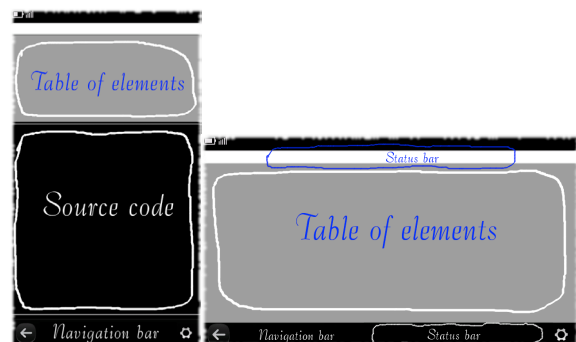 Table of elements
Source code
Navigation bar
Status bar
Table of elements
Navigation bar
Status bar